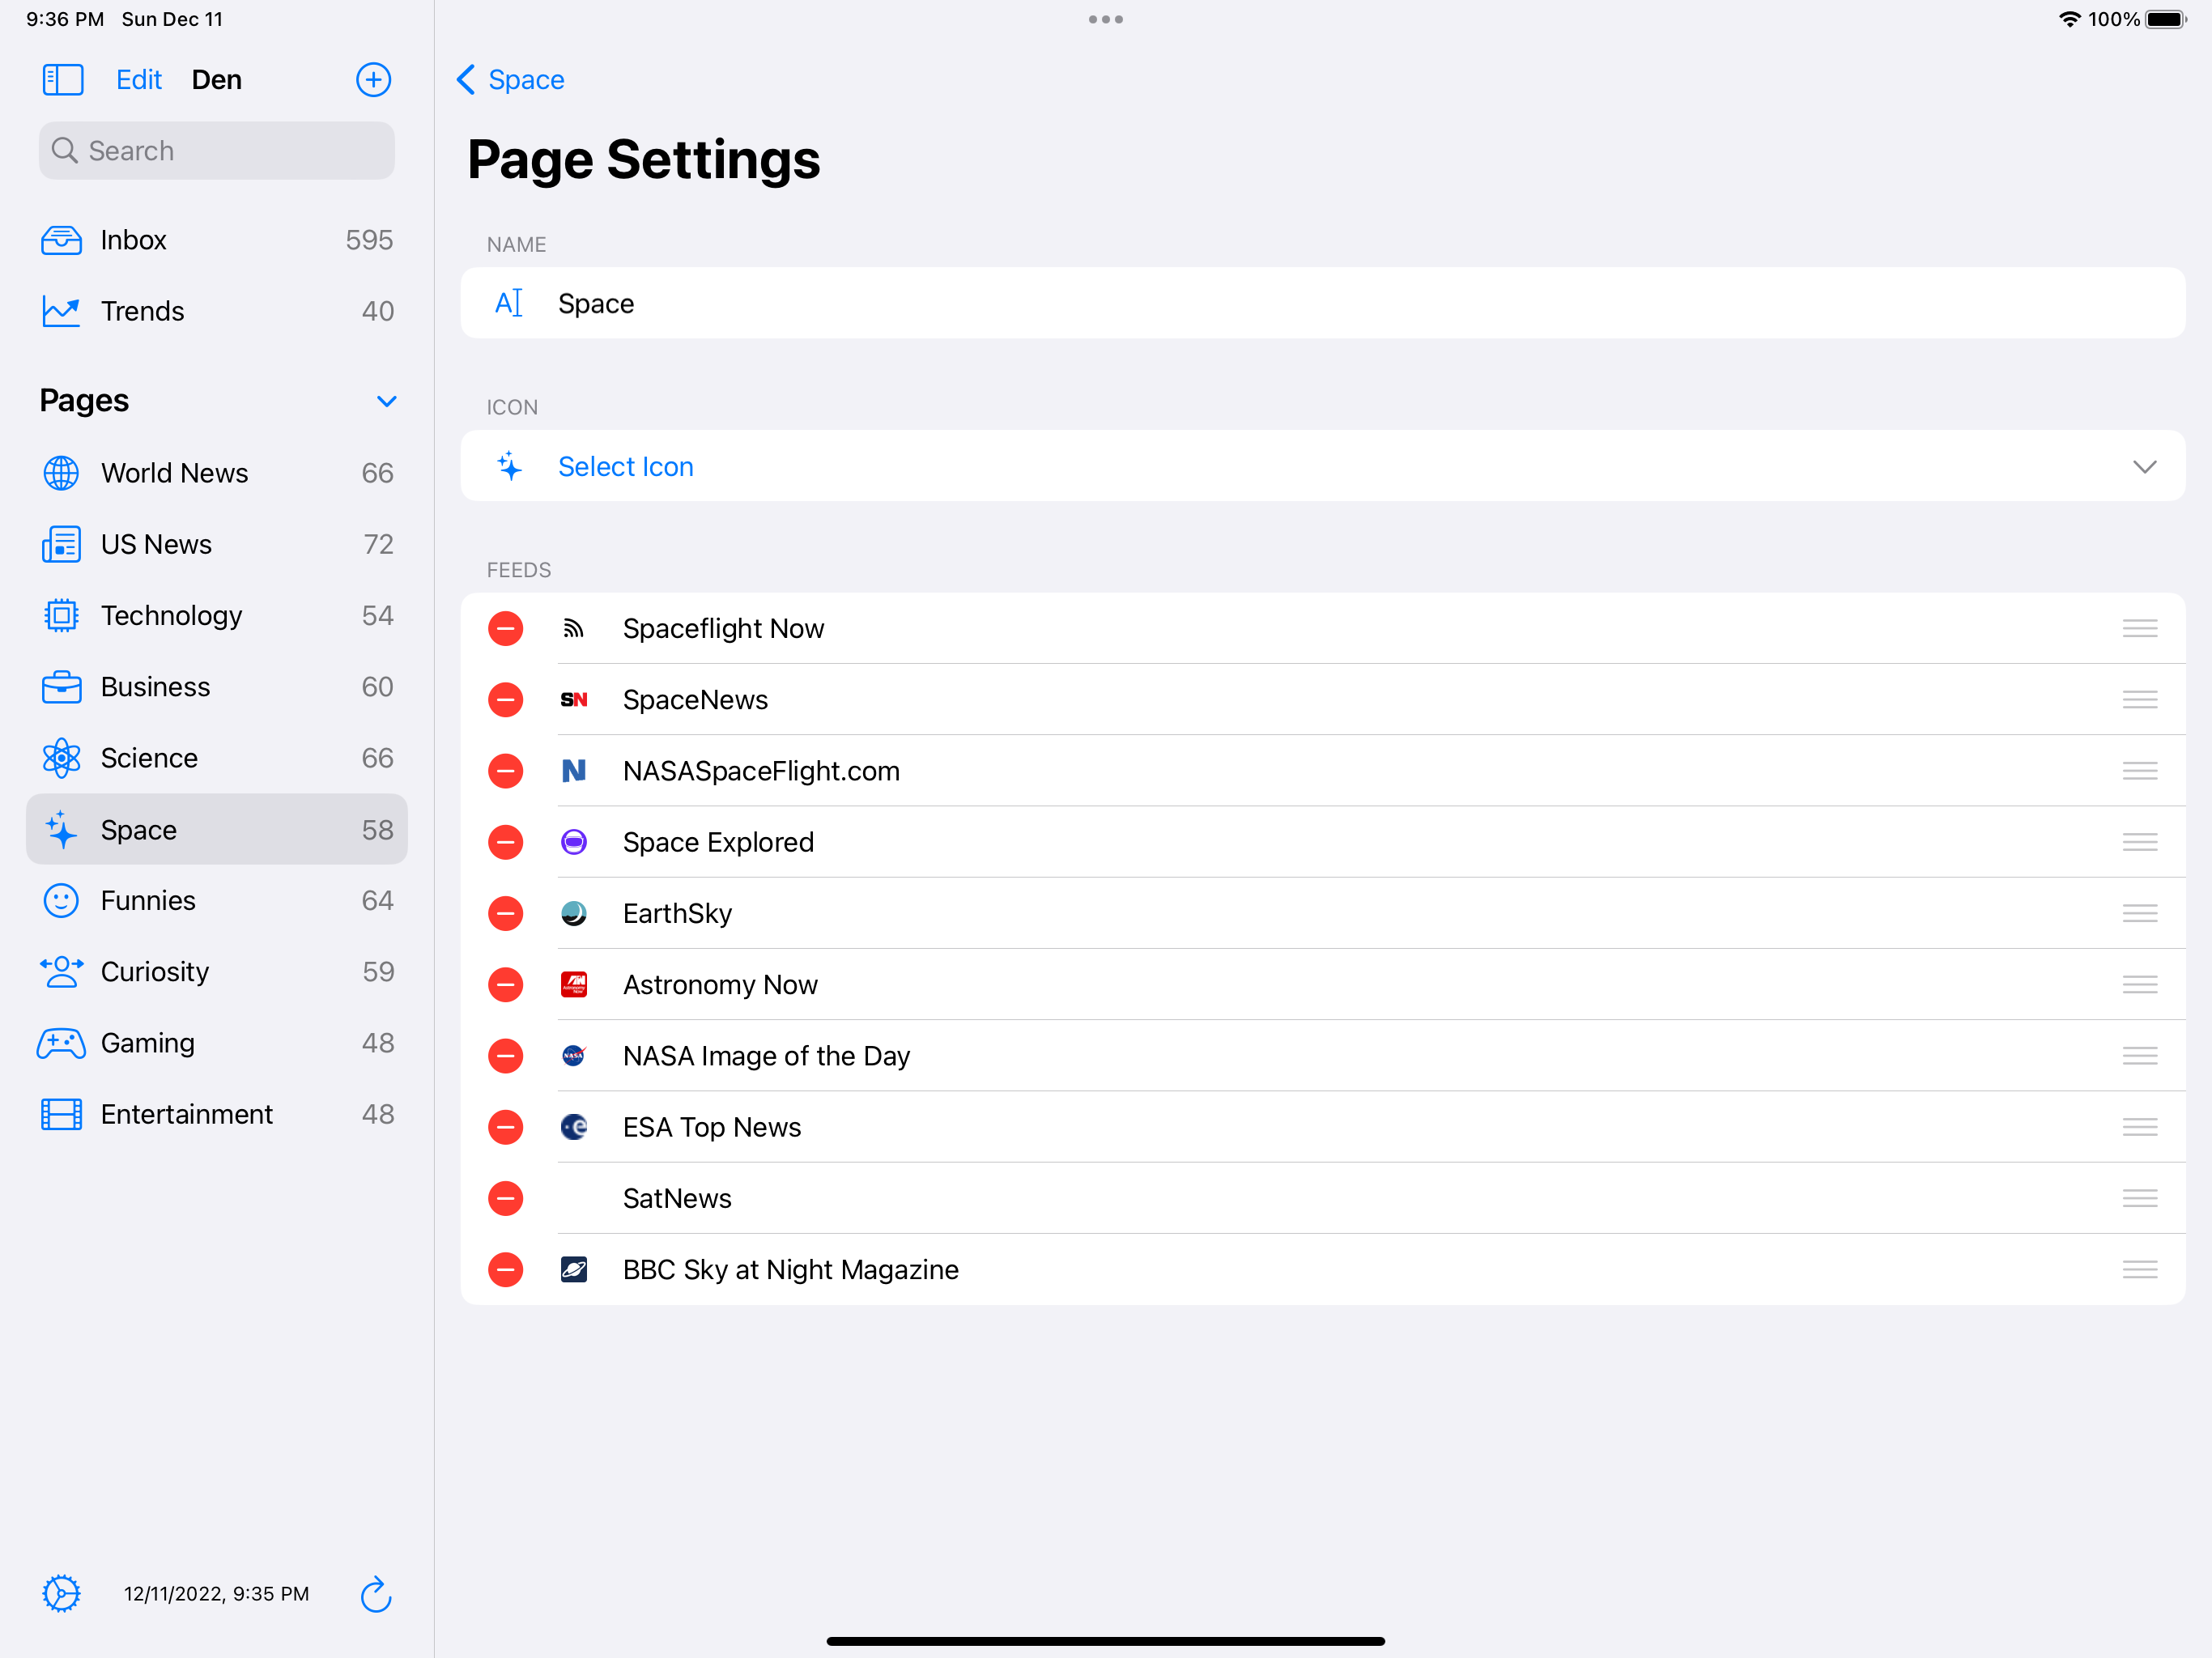 9:36 PM Sun Dec 11
100%
Edit Den
Search
Inbox 595
Trends 40
Pages
World News 66
US News 72
Technology 54
Business 60
Science 66
Space 58
Funnies 64
Curiosity 59
Gaming 48
Entertainment 48
12/11/2022, 9:35 PM
Space
Page Settings
NAME
Space
ICON
Select Icon
FEEDS
Spaceflight Now
SN SpaceNews
N NASASpaceFlight.com
Space Explored
EarthSky
Astronomy Now
NASA NASA Image of the Day
e ESA Top News
SatNews
BBC Sky at Night Magazine